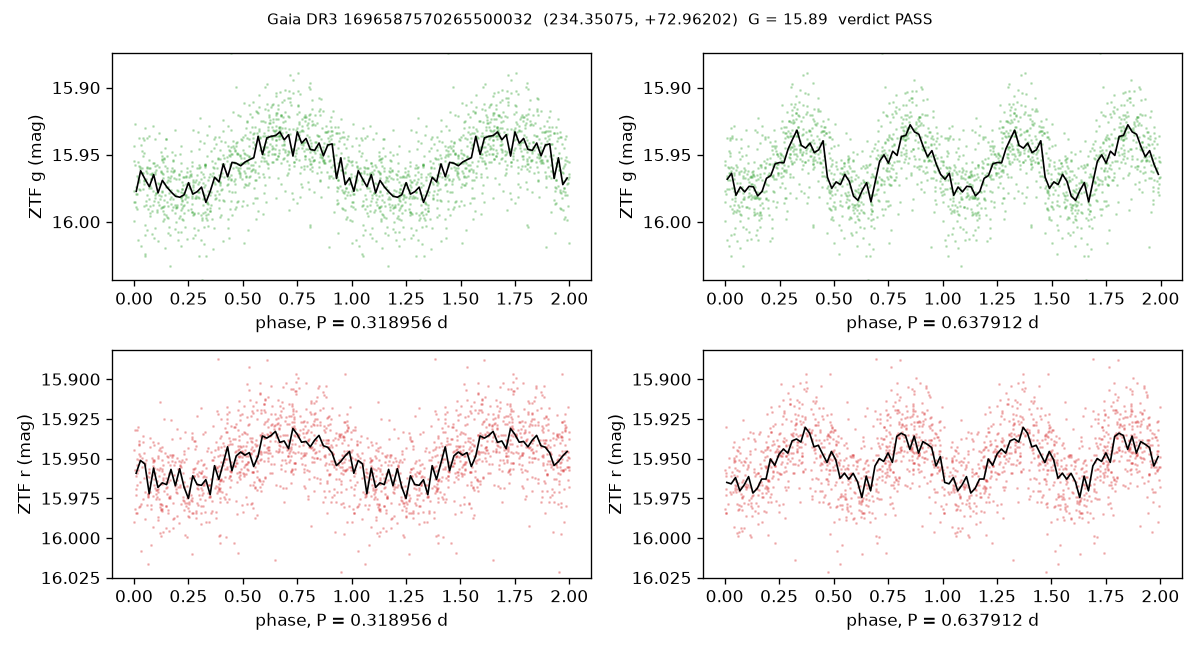 Gaia DR3 1696587570265500032  (234.35075, +72.96202)  G = 15.89  verdict PASS
ZTF g (mag)
15.90
15.95
16.00
0.00 0.25 0.50 0.75 1.00 1.25 1.50 1.75 2.00
phase, P = 0.318956 d
ZTF g (mag)
15.90
15.95
16.00
0.00 0.25 0.50 0.75 1.00 1.25 1.50 1.75 2.00
phase, P = 0.637912 d
ZTF r (mag)
15.900
15.925
15.950
15.975
16.000
16.025
0.00 0.25 0.50 0.75 1.00 1.25 1.50 1.75 2.00
phase, P = 0.318956 d
ZTF r (mag)
15.900
15.925
15.950
15.975
16.000
16.025
0.00 0.25 0.50 0.75 1.00 1.25 1.50 1.75 2.00
phase, P = 0.637912 d